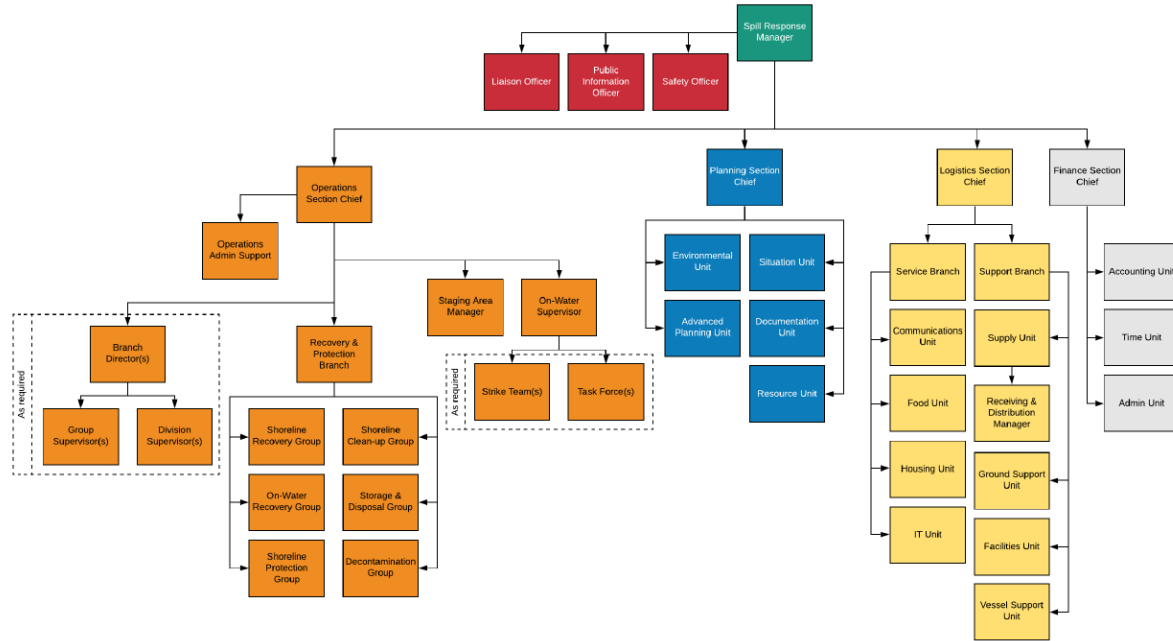 Spill Response
Manager
Liaison Officer
Public
Information
Officer
Safety Officer
Operations
Section Chief
Planning Section
Chief
Logistics Section
Chief
Finance Section
Chief
Operations
Admin Support
Environmental
Unit
Situation Unit
Service Branch
Support Branch
Accounting Unit
Staging Area
Manager
On-Water
Supervisor
Advanced
Planning Unit
Documentation
Unit
Communications
Unit
Supply Unit
Time Unit
As required
Branch
Director(s)
Recovery &
Protection
Branch
As required
Strike Team(s)
Task Force(s)
Resource Unit
Food Unit
Receiving &
Distribution
Manager
Admin Unit
Group
Supervisor(s)
Division
Supervisor(s)
Shoreline
Recovery Group
Shoreline
Clean-up Group
Housing Unit
Ground Support
Unit
On-Water
Recovery Group
Storage &
Disposal Group
IT Unit
Facilities Unit
Shoreline
Protection
Group
Decontamination
Group
Vessel Support
Unit